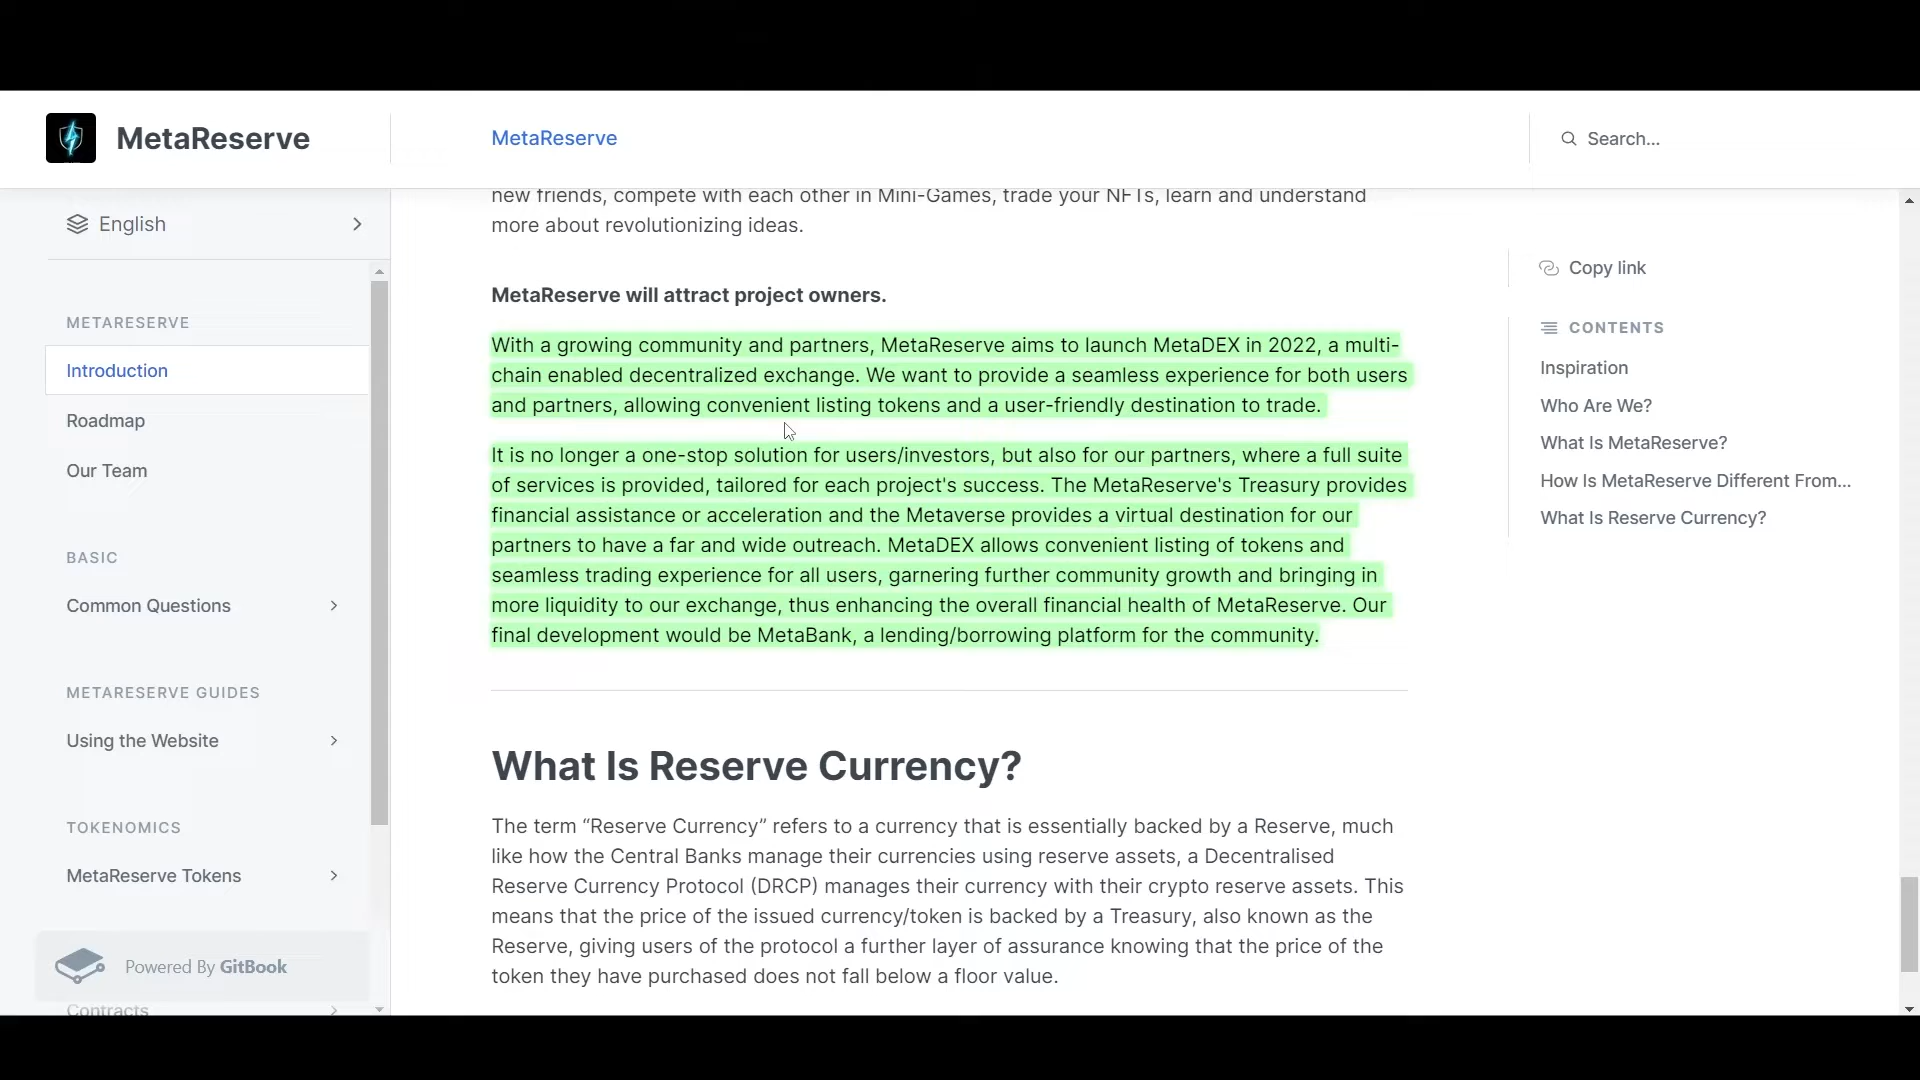 MetaReserve
MetaReserve
Search...
English
METARESERVE
Introduction
Roadmap
Our Team
BASIC
Common Questions
METARESERVE GUIDES
Using the Website
TOKENOMICS
MetaReserve Tokens
Powered By GitBook
Contracts
new friends, compete with each other in Mini-Games, trade your NFTs, learn and understand
more about revolutionizing ideas.
MetaReserve will attract project owners.
With a growing community and partners, MetaReserve aims to launch MetaDEX in 2022, a multi-
chain enabled decentralized exchange. We want to provide a seamless experience for both users
and partners, allowing convenient listing tokens and a user-friendly destination to trade.
It is no longer a one-stop solution for users/investors, but also for our partners, where a full suite
of services is provided, tailored for each project's success. The MetaReserve's Treasury provides
financial assistance or acceleration and the Metaverse provides a virtual destination for our
partners to have a far and wide outreach. MetaDEX allows convenient listing of tokens and
seamless trading experience for all users, garnering further community growth and bringing in
more liquidity to our exchange, thus enhancing the overall financial health of MetaReserve. Our
final development would be MetaBank, a lending/borrowing platform for the community.
What Is Reserve Currency?
The term “Reserve Currency” refers to a currency that is essentially backed by a Reserve, much
like how the Central Banks manage their currencies using reserve assets, a Decentralised
Reserve Currency Protocol (DRCP) manages their currency with their crypto reserve assets. This
means that the price of the issued currency/token is backed by a Treasury, also known as the
Reserve, giving users of the protocol a further layer of assurance knowing that the price of the
token they have purchased does not fall below a floor value.
Copy link
CONTENTS
Inspiration
Who Are We?
What Is MetaReserve?
How Is MetaReserve Different From...
What Is Reserve Currency?